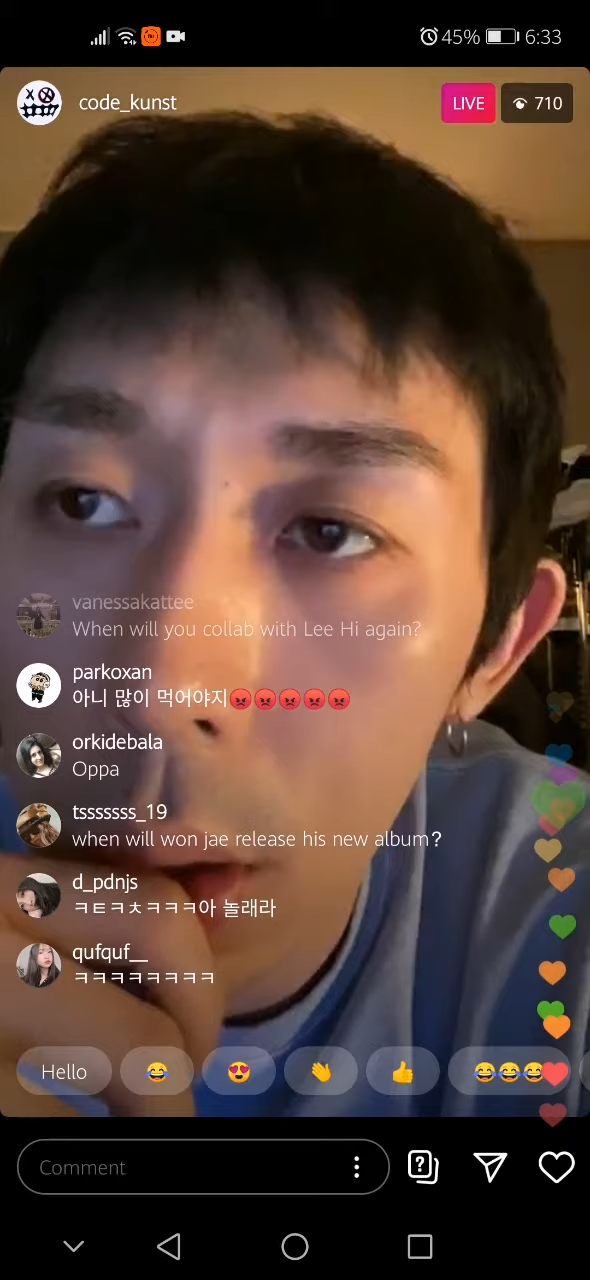 45% 6:33
code_kunst LIVE 710
vanessakattee
When will you collab with Lee Hi again?
parkoxan
아니 많이 먹어야지😡😡😡😡😡
orkidebala
Oppa
tsssssss_19
when will won jae release his new album?
d_pdnjs
ㅋㅌㅋㅊㅋㅋㅋ아 놀래라
qufquf__
ㅋㅋㅋㅋㅋㅋㅋㅋ
Hello 😂 😍 👋 👍 😂😂😂
Comment